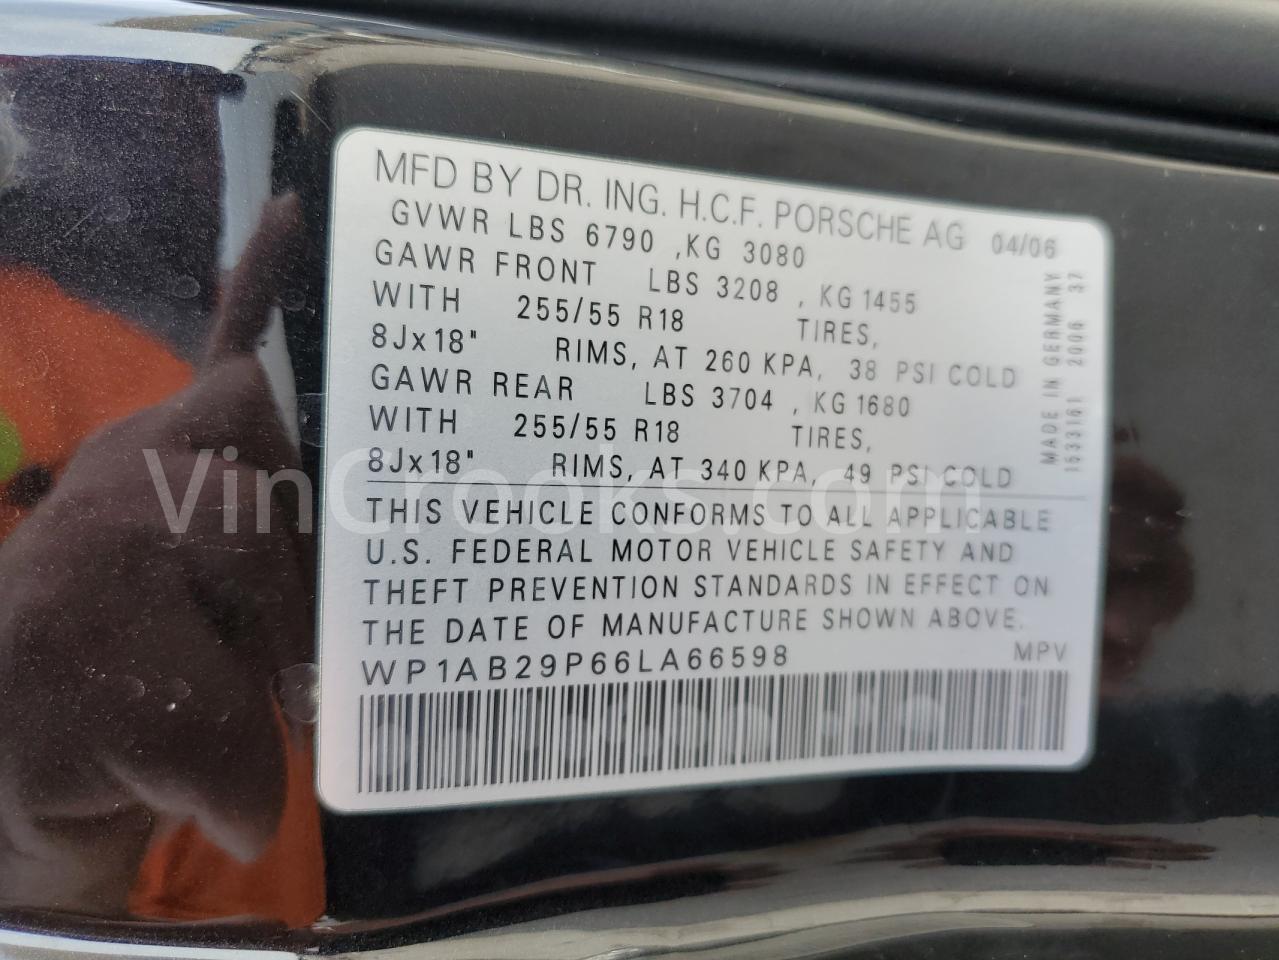 MFD BY DR. ING. H.C.F. PORSCHE AG 04/06
GVWR LBS 6790 ,KG 3080
GAWR FRONT LBS 3208 , KG 1455
WITH 255/55 R18 TIRES,
8Jx18" RIMS, AT 260 KPA, 38 PSI COLD
GAWR REAR LBS 3704 , KG 1680
WITH 255/55 R18 TIRES,
8Jx18" RIMS, AT 340 KPA, 49 PSI COLD
MADE IN GERMANY
1533161 2006 37
THIS VEHICLE CONFORMS TO ALL APPLICABLE
U.S. FEDERAL MOTOR VEHICLE SAFETY AND
THEFT PREVENTION STANDARDS IN EFFECT ON
THE DATE OF MANUFACTURE SHOWN ABOVE.
WP1AB29P66LA66598 MPV
VinCrooks.com